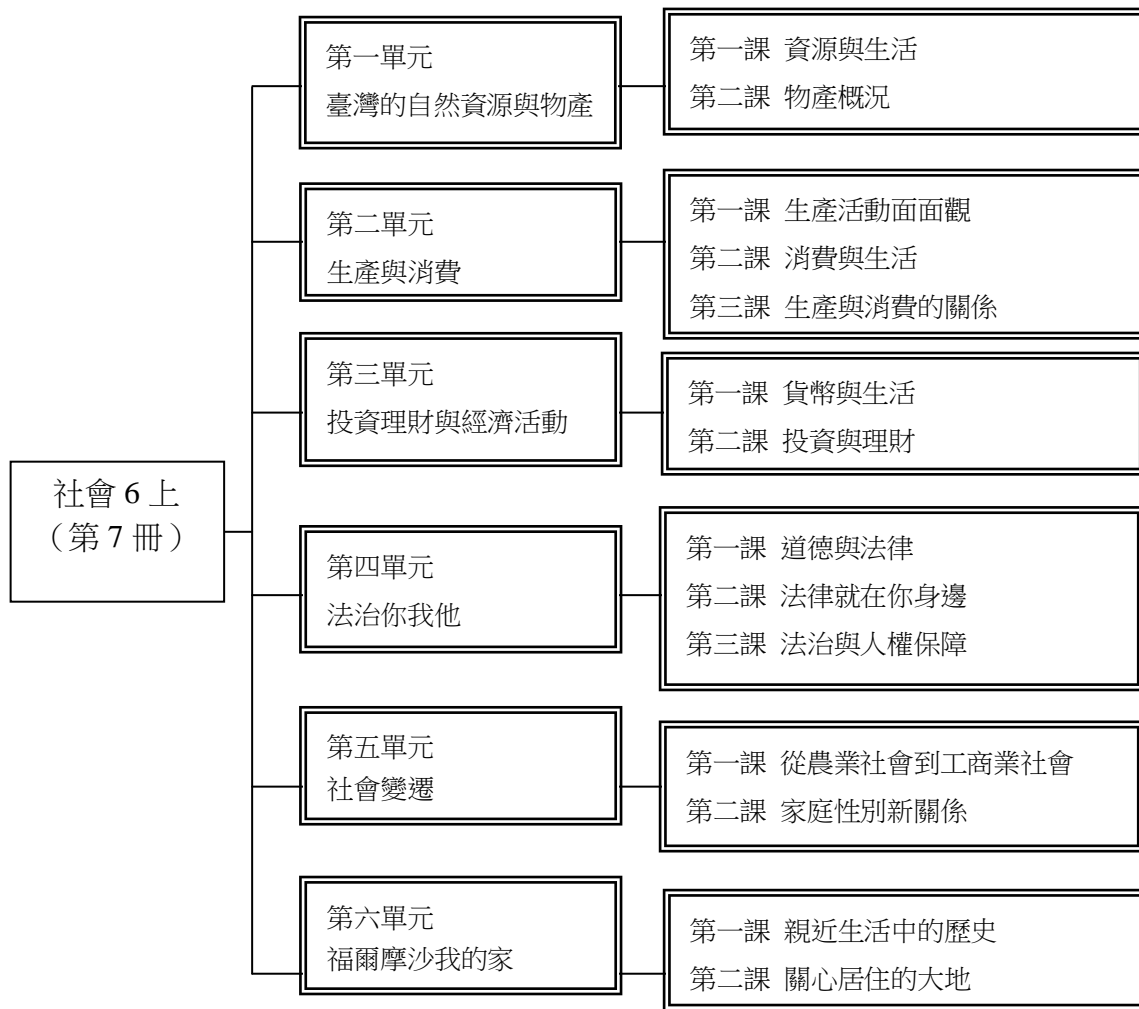 社會 6 上
（第 7 冊）
第一單元
臺灣的自然資源與物產
第一課 資源與生活
第二課 物產概況
第二單元
生產與消費
第一課 生產活動面面觀
第二課 消費與生活
第三課 生產與消費的關係
第三單元
投資理財與經濟活動
第一課 貨幣與生活
第二課 投資與理財
第四單元
法治你我他
第一課 道德與法律
第二課 法律就在你身邊
第三課 法治與人權保障
第五單元
社會變遷
第一課 從農業社會到工商業社會
第二課 家庭性別新關係
第六單元
福爾摩沙我的家
第一課 親近生活中的歷史
第二課 關心居住的大地